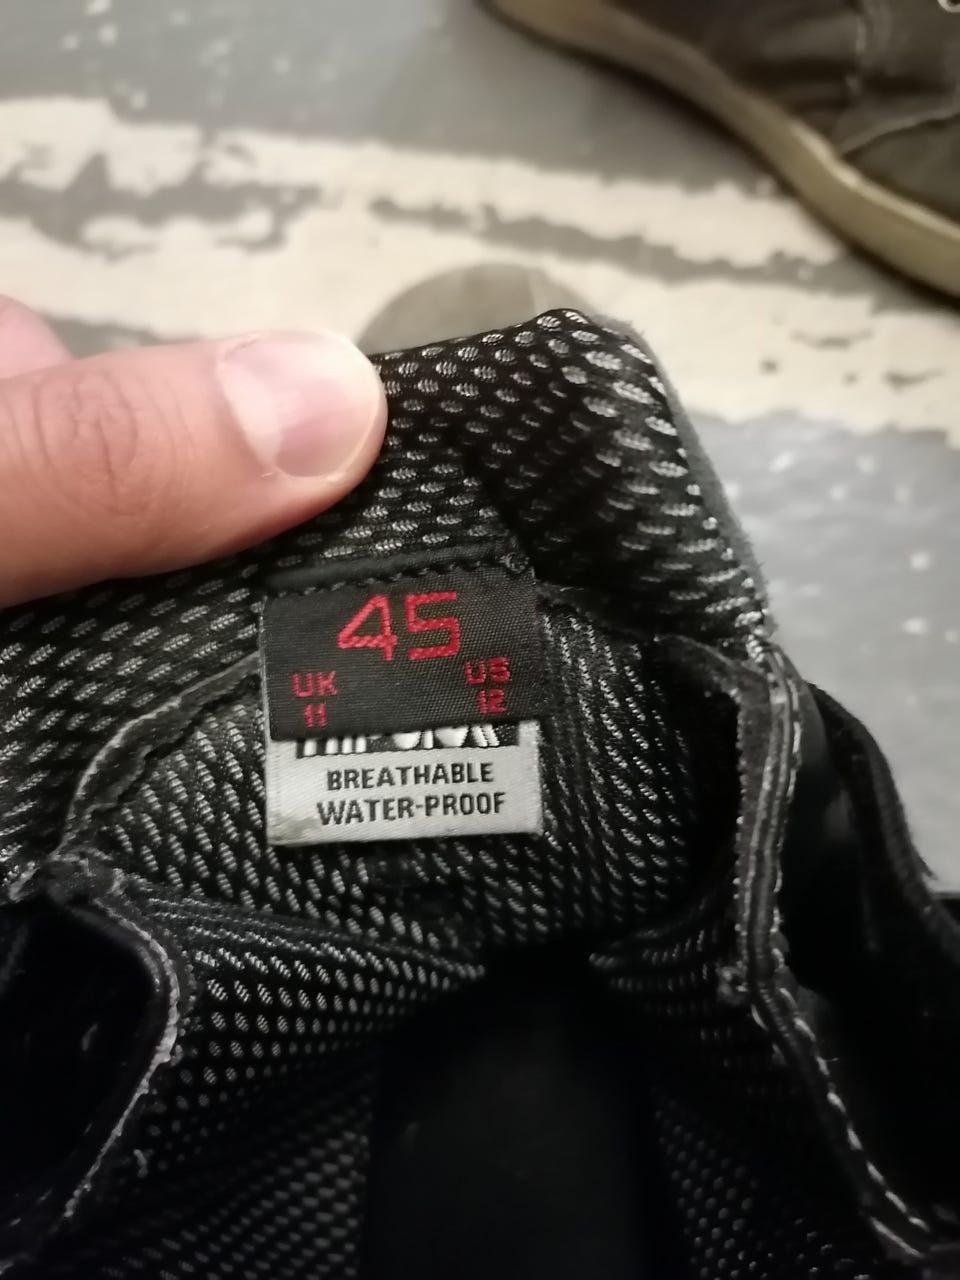 45
UK US
11 12
BREATHABLE
WATER-PROOF